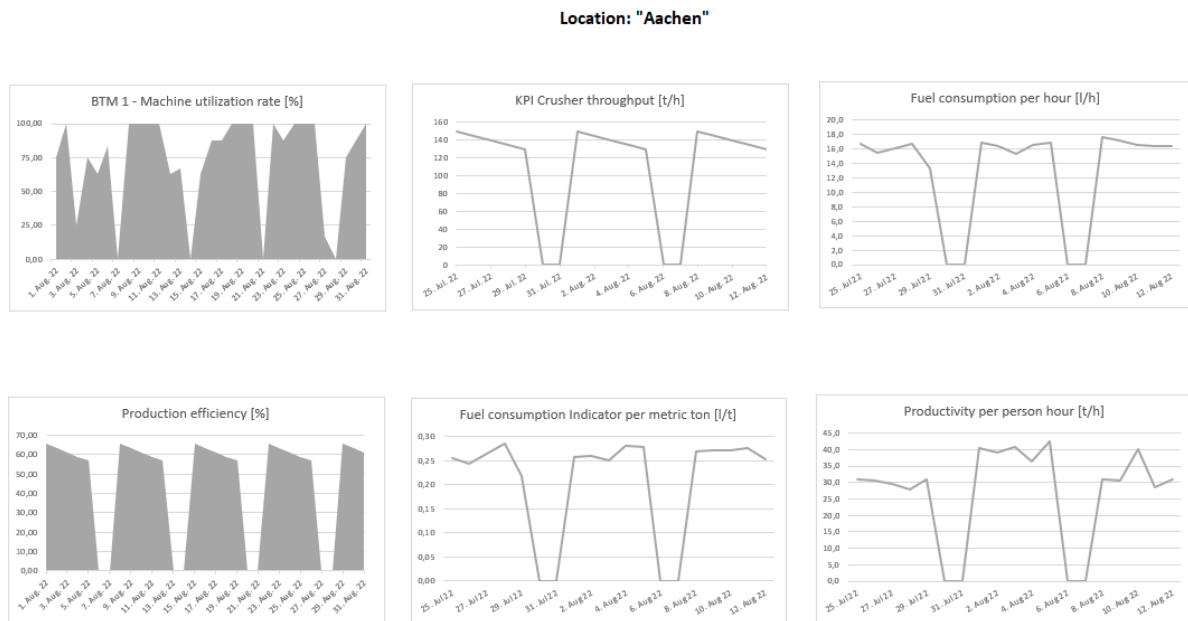 Location: "Aachen"
BTM 1 - Machine utilization rate [%]
100,00
75,00
50,00
25,00
0,00
1. Aug. 22
3. Aug. 22
5. Aug. 22
7. Aug. 22
9. Aug. 22
11. Aug. 22
13. Aug. 22
15. Aug. 22
17. Aug. 22
19. Aug. 22
21. Aug. 22
23. Aug. 22
25. Aug. 22
27. Aug. 22
29. Aug. 22
31. Aug. 22
KPI Crusher throughput [t/h]
160
140
120
100
80
60
40
20
0
25. Jul. 22
27. Jul. 22
29. Jul. 22
31. Jul. 22
2. Aug. 22
4. Aug. 22
6. Aug. 22
8. Aug. 22
10. Aug. 22
12. Aug. 22
Fuel consumption per hour [l/h]
20,0
18,0
16,0
14,0
12,0
10,0
8,0
6,0
4,0
2,0
0,0
25. Jul 22
27. Jul 22
29. Jul 22
31. Jul 22
2. Aug 22
4. Aug 22
6. Aug 22
8. Aug 22
10. Aug 22
12. Aug 22
Production efficiency [%]
70,00
60,00
50,00
40,00
30,00
20,00
10,00
0,00
1. Aug. 22
3. Aug. 22
5. Aug. 22
7. Aug. 22
9. Aug. 22
11. Aug. 22
13. Aug. 22
15. Aug. 22
17. Aug. 22
19. Aug. 22
21. Aug. 22
23. Aug. 22
25. Aug. 22
27. Aug. 22
29. Aug. 22
31. Aug. 22
Fuel consumption Indicator per metric ton [l/t]
0,30
0,25
0,20
0,15
0,10
0,05
0,00
25. Jul 22
27. Jul 22
29. Jul 22
31. Jul 22
2. Aug 22
4. Aug 22
6. Aug 22
8. Aug 22
10. Aug 22
12. Aug 22
Productivity per person hour [t/h]
45,0
40,0
35,0
30,0
25,0
20,0
15,0
10,0
5,0
0,0
25. Jul 22
27. Jul 22
29. Jul 22
31. Jul 22
2. Aug 22
4. Aug 22
6. Aug 22
8. Aug 22
10. Aug 22
12. Aug 22